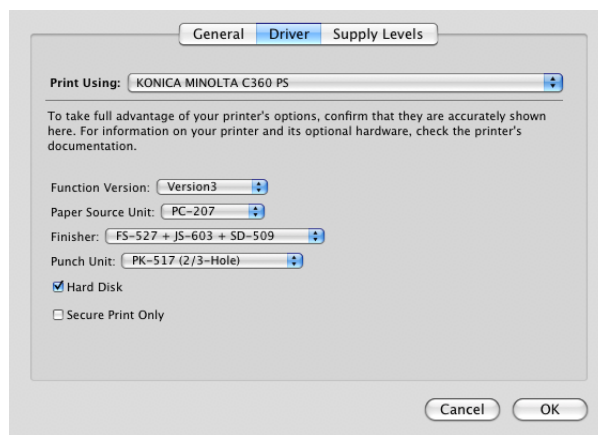 General Driver Supply Levels
Print Using: KONICA MINOLTA C360 PS
To take full advantage of your printer's options, confirm that they are accurately shown
here. For information on your printer and its optional hardware, check the printer's
documentation.
Function Version: Version3
Paper Source Unit: PC-207
Finisher: FS-527 + JS-603 + SD-509
Punch Unit: PK-517 (2/3-Hole)
Hard Disk
Secure Print Only
Cancel OK